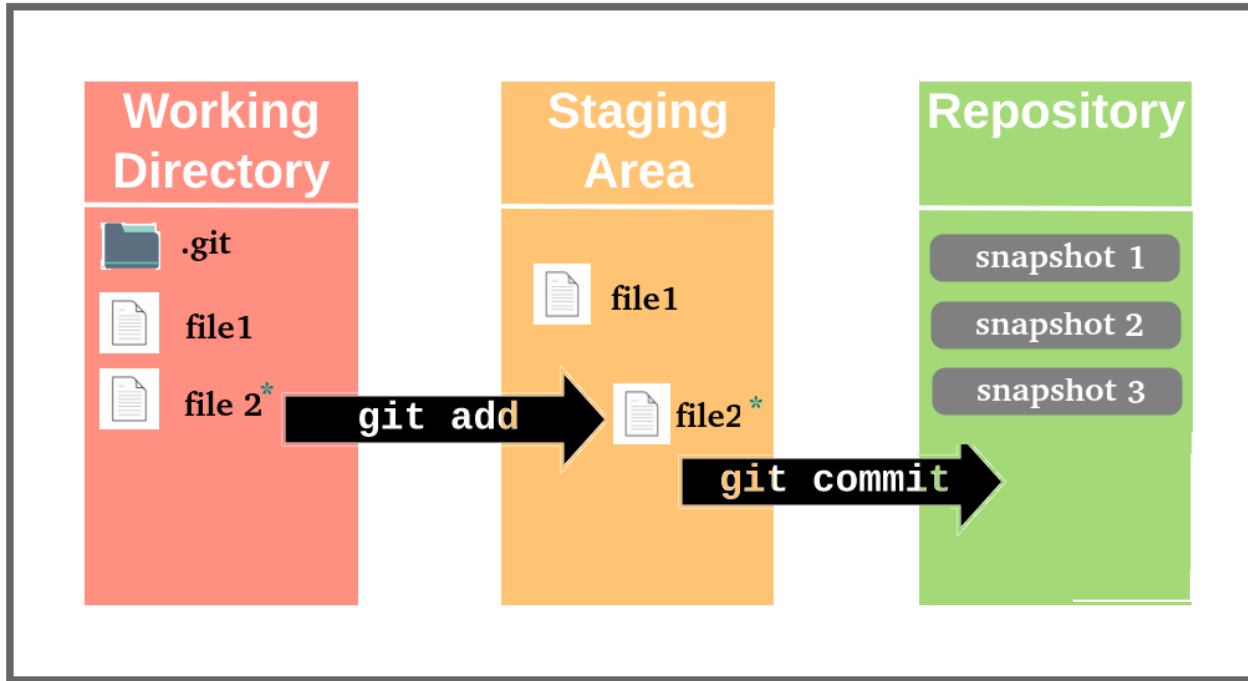 Working
Directory
.git
file1
file 2*
git add
Staging
Area
file1
file2 *
git commit
Repository
snapshot 1
snapshot 2
snapshot 3